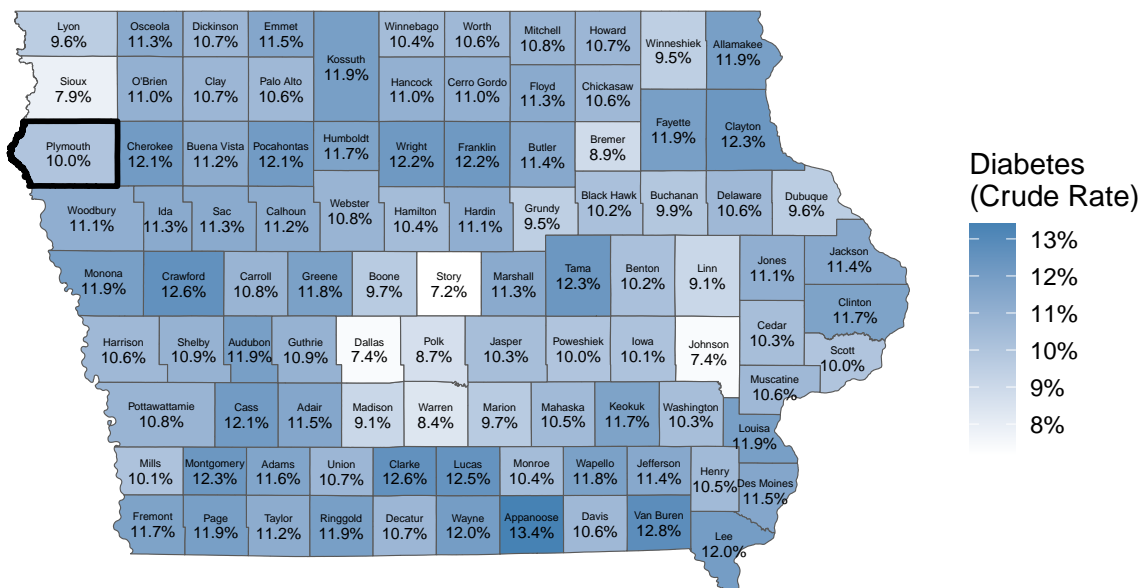 Lyon
9.6%
Osceola
11.3%
Dickinson
10.7%
Emmet
11.5%
Kossuth
11.9%
Winnebago
10.4%
Worth
10.6%
Mitchell
10.8%
Howard
10.7%
Winneshiek
9.5%
Allamakee
11.9%
Sioux
7.9%
O'Brien
11.0%
Clay
10.7%
Palo Alto
10.6%
Hancock
11.0%
Cerro Gordo
11.0%
Floyd
11.3%
Chickasaw
10.6%
Fayette
11.9%
Clayton
12.3%
Plymouth
10.0%
Cherokee
12.1%
Buena Vista
11.2%
Pocahontas
12.1%
Humboldt
11.7%
Wright
12.2%
Franklin
12.2%
Butler
11.4%
Bremer
8.9%
Woodbury
11.1%
Ida
11.3%
Sac
11.3%
Calhoun
11.2%
Webster
10.8%
Hamilton
10.4%
Hardin
11.1%
Grundy
9.5%
Black Hawk
10.2%
Buchanan
9.9%
Delaware
10.6%
Dubuque
9.6%
Monona
11.9%
Crawford
12.6%
Carroll
10.8%
Greene
11.8%
Boone
9.7%
Story
7.2%
Marshall
11.3%
Tama
12.3%
Benton
10.2%
Linn
9.1%
Jones
11.1%
Jackson
11.4%
Clinton
11.7%
Harrison
10.6%
Shelby
10.9%
Audubon
11.9%
Guthrie
10.9%
Dallas
7.4%
Polk
8.7%
Jasper
10.3%
Poweshiek
10.0%
Iowa
10.1%
Johnson
7.4%
Cedar
10.3%
Scott
10.0%
Muscatine
10.6%
Pottawattamie
10.8%
Cass
12.1%
Adair
11.5%
Madison
9.1%
Warren
8.4%
Marion
9.7%
Mahaska
10.5%
Keokuk
11.7%
Washington
10.3%
Louisa
11.9%
Mills
10.1%
Montgomery
12.3%
Adams
11.6%
Union
10.7%
Clarke
12.6%
Lucas
12.5%
Monroe
10.4%
Wapello
11.8%
Jefferson
11.4%
Henry
10.5%
Des Moines
11.5%
Fremont
11.7%
Page
11.9%
Taylor
11.2%
Ringgold
11.9%
Decatur
10.7%
Wayne
12.0%
Appanoose
13.4%
Davis
10.6%
Van Buren
12.8%
Lee
12.0%
Diabetes
(Crude Rate)
13%
12%
11%
10%
9%
8%